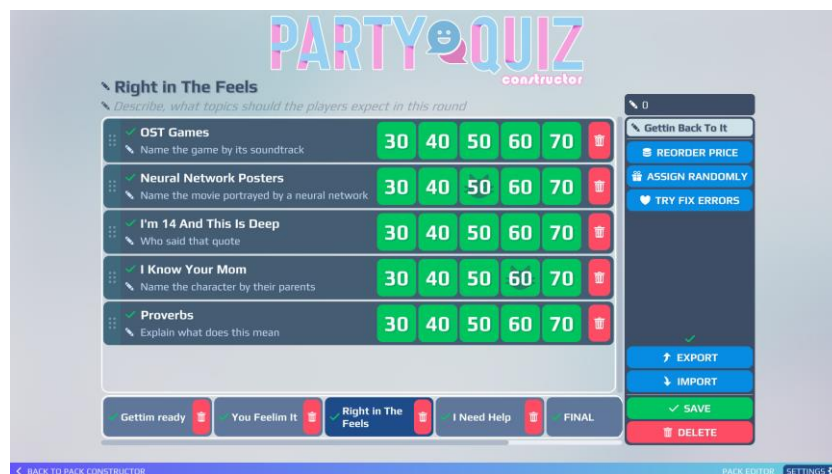 PARTY QUIZ
constructor
Right in The Feels
Describe, what topics should the players expect in this round
OST Games
Name the game by its soundtrack
30 40 50 60 70
Neural Network Posters
Name the movie portrayed by a neural network
30 40 50 60 70
I'm 14 And This Is Deep
Who said that quote
30 40 50 60 70
I Know Your Mom
Name the character by their parents
30 40 50 60 70
Proverbs
Explain what does this mean
30 40 50 60 70
Gettim ready
You Feelim It
Right in The
Feels
I Need Help
FINAL
0
Gettin Back To It
REORDER PRICE
ASSIGN RANDOMLY
TRY FIX ERRORS
EXPORT
IMPORT
SAVE
DELETE
BACK TO PACK CONSTRUCTOR
PACK EDITOR
SETTINGS